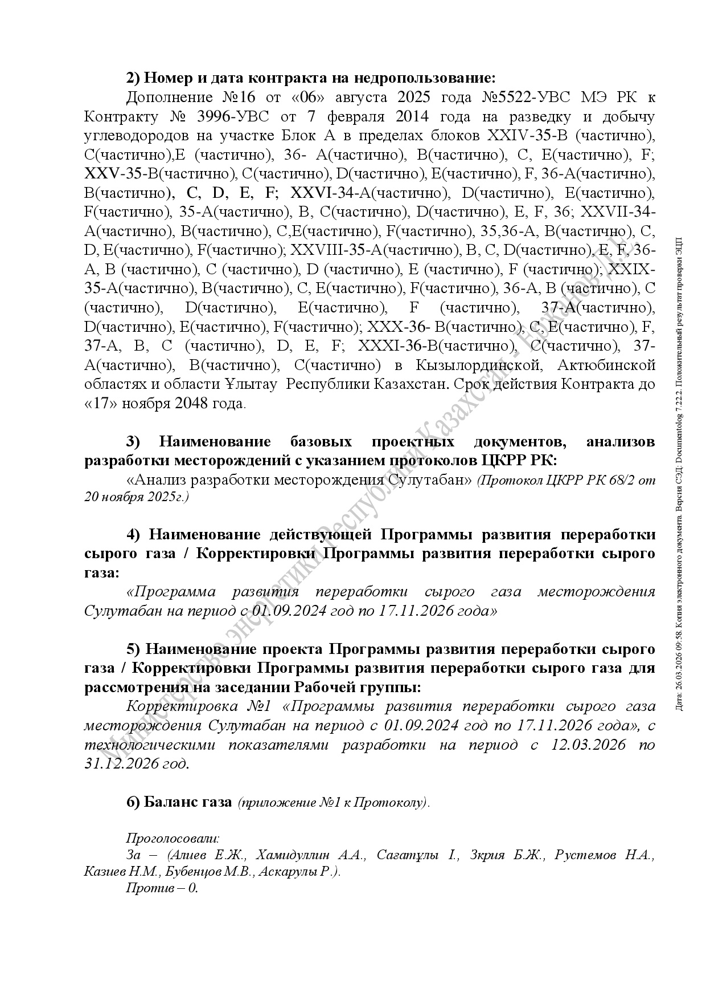 2) Номер и дата контракта на недропользование:
Дополнение №16 от «06» августа 2025 года №5522-УВС МЭ РК к
Контракту № 3996-УВС от 7 февраля 2014 года на разведку и добычу
углеводородов на участке Блок А в пределах блоков XXIV-35-В (частично),
С(частично),Е (частично), 36- А(частично), В(частично), С, Е(частично), F;
XXV-35-В(частично), С(частично), D(частично), Е(частично), F, 36-А(частично),
В(частично), C, D, E, F; XXVI-34-А(частично), D(частично), Е(частично),
F(частично), 35-А(частично), В, С(частично), D(частично), Е, F, 36; XXVII-34-
А(частично), В(частично), С,Е(частично), F(частично), 35,36-А, В(частично), С,
D, Е(частично), F(частично); XXVIII-35-А(частично), В, С, D(частично), Е, F, 36-
А, В (частично), С (частично), D (частично), Е (частично), F (частично); XXIX-
35-А(частично), В(частично), С, Е(частично), F(частично), 36-А, В (частично), С
(частично), D(частично), Е(частично), F (частично), 37-А(частично),
D(частично), Е(частично), F(частично); XXX-36- В(частично), С, Е(частично), F,
37-А, В, С (частично), D, Е, F; XXXI-36-В(частично), С(частично), 37-
А(частично), В(частично), С(частично) в Кызылординской, Актюбинской
областях и области Ұлытау Республики Казахстан. Срок действия Контракта до
«17» ноября 2048 года.
3) Наименование базовых проектных документов, анализов
разработки месторождений с указанием протоколов ЦКРР РК:
«Анализ разработки месторождения Сулутабан» (Протокол ЦКРР РК 68/2 от
20 ноября 2025г.)
4) Наименование действующей Программы развития переработки
сырого газа / Корректировки Программы развития переработки сырого
газа:
«Программа развития переработки сырого газа месторождения
Сулутабан на период с 01.09.2024 год по 17.11.2026 года»
5) Наименование проекта Программы развития переработки сырого
газа / Корректировки Программы развития переработки сырого газа для
рассмотрения на заседании Рабочей группы:
Корректировка №1 «Программы развития переработки сырого газа
месторождения Сулутабан на период с 01.09.2024 год по 17.11.2026 года», с
технологическими показателями разработки на период с 12.03.2026 по
31.12.2026 год.
6) Баланс газа (приложение №1 к Протоколу).
Проголосовали:
За – (Алиев Е.Ж., Хамидуллин А.А., Сағатұлы І., Зкрия Б.Ж., Рустемов Н.А.,
Казиев Н.М., Бубенцов М.В., Аскарулы Р.).
Против – 0.
Министерство энергетики Республики Казахстан - Ерканов Д.Е.
Дата: 26.03.2026 09:58. Копия электронного документа. Версия СЭД: Documentolog 7.22.2. Положительный результат проверки ЭЦП